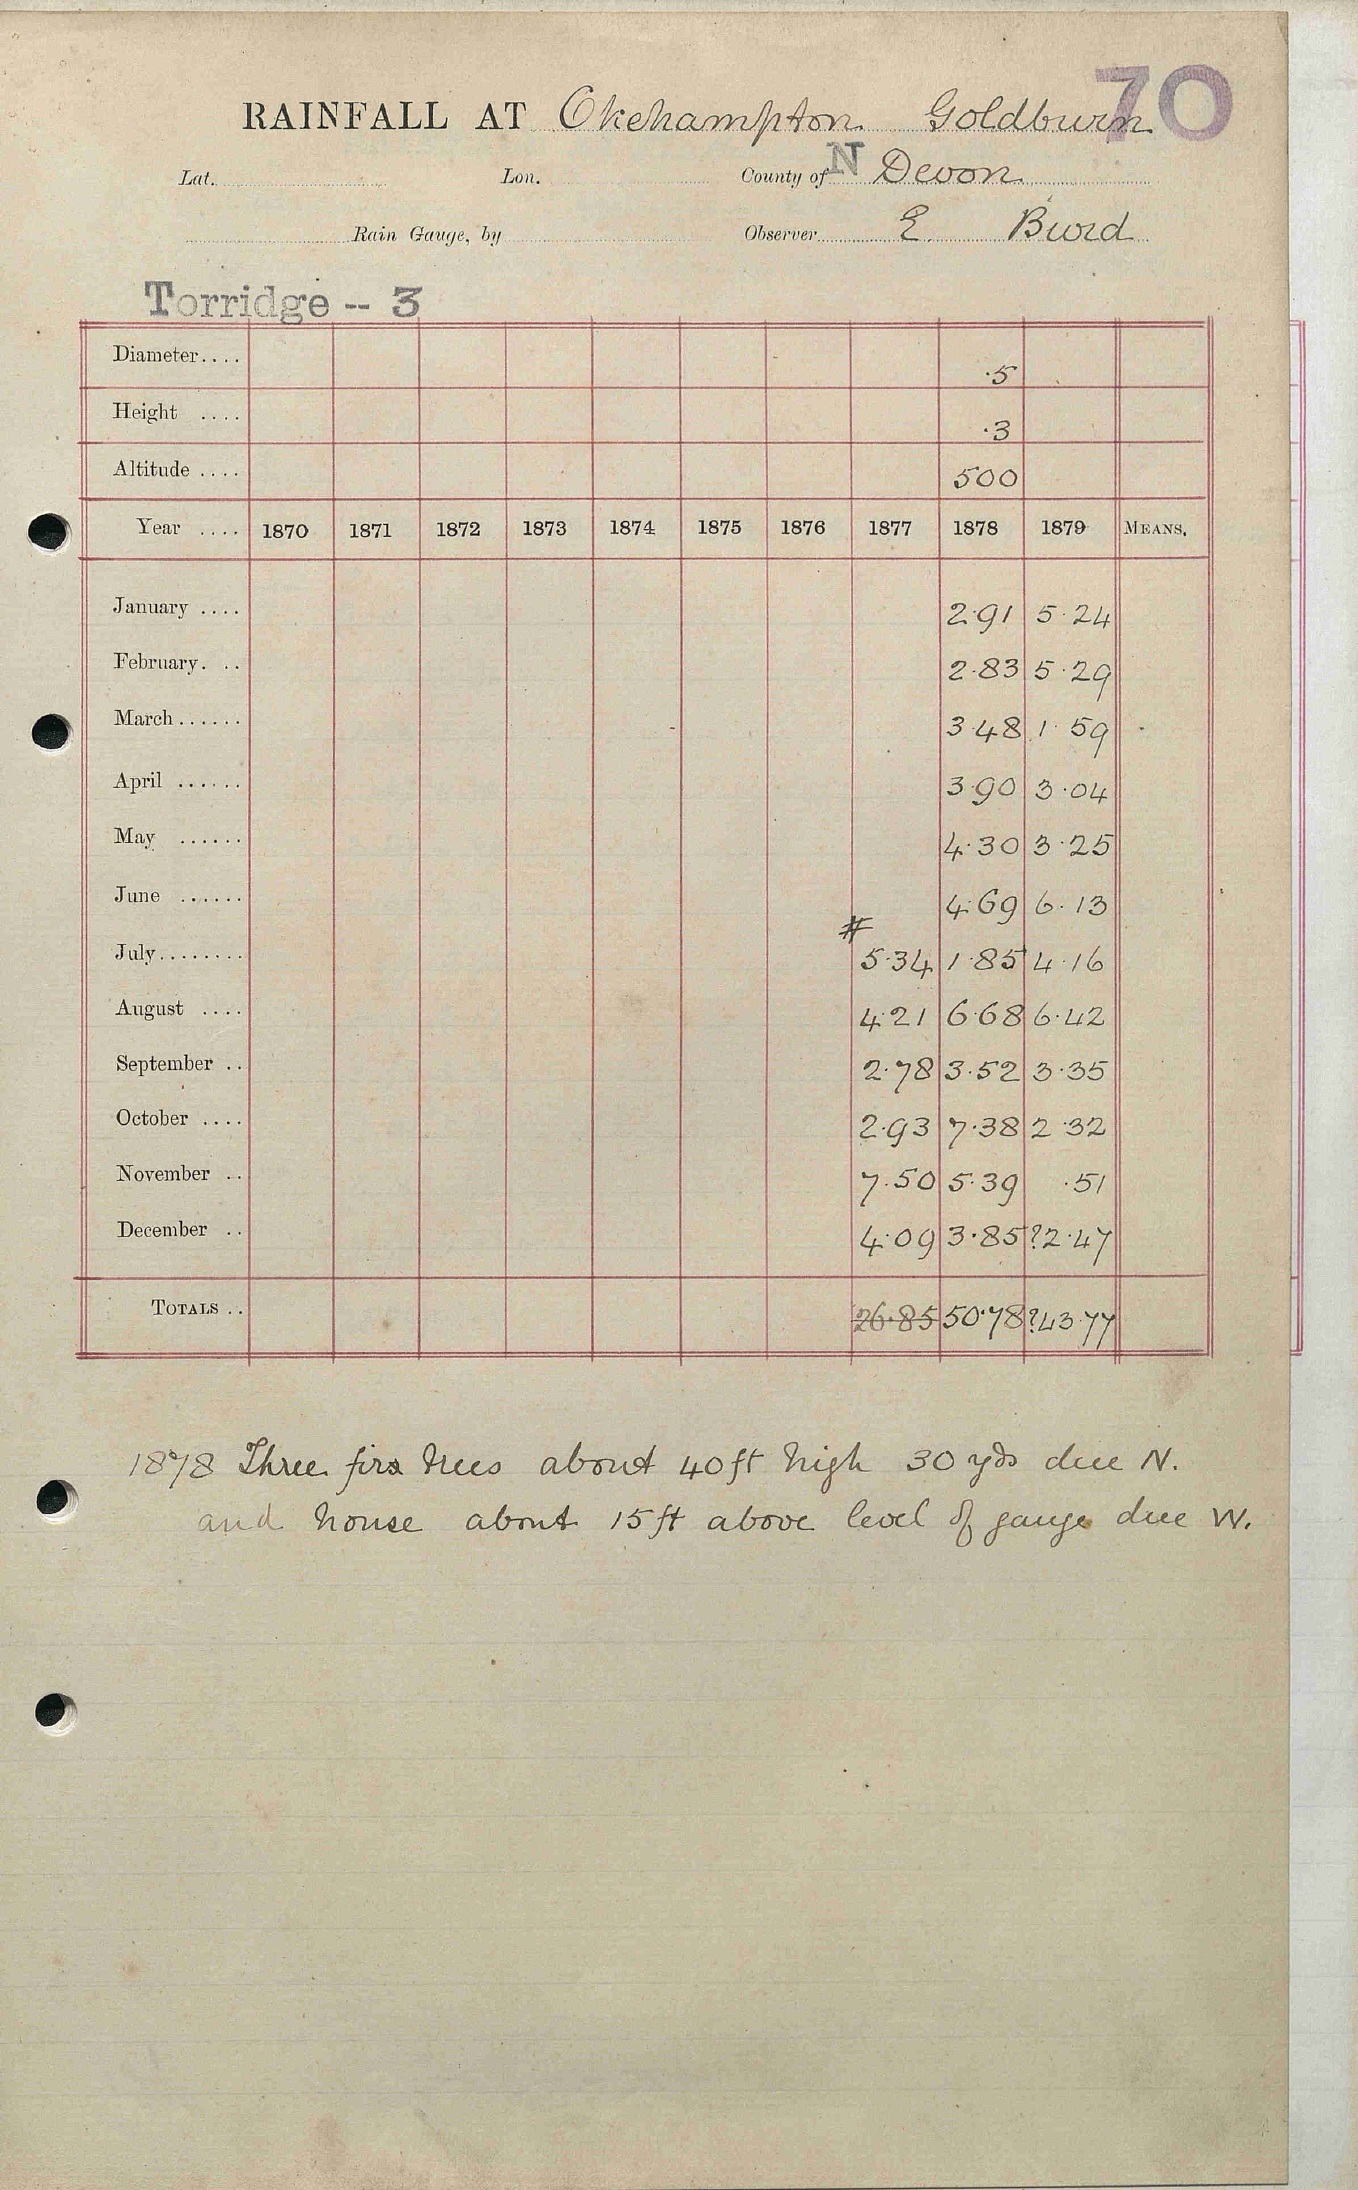 70
RAINFALL AT Okehampton Goldburn
Lat. Lon. County of N Devon
Rain Gauge, by Observer E Burd
Torridge -- 3
Diameter.... ·5
Height .... ·3
Altitude .... 500
Year .... 1870 1871 1872 1873 1874 1875 1876 1877 1878 1879 MEANS.
January .... 2·91 5·24
February. .. 2·83 5·29
March...... 3·48 1·59
April ...... 3·90 3·04
May ...... 4·30 3·25
June ...... 4·69 6·13
#
July........ 5·34 1·85 4·16
August .... 4·21 6·68 6·42
September .. 2·78 3·52 3·35
October .... 2·93 7·38 2·32
November .. 7·50 5·39 ·51
December .. 4·09 3·85 ?2·47
TOTALS .. 26·85 50·78 ?43·77
1878 Three firs trees about 40 ft high 30 yds due N.
and house about 15 ft above level of gauge due W.